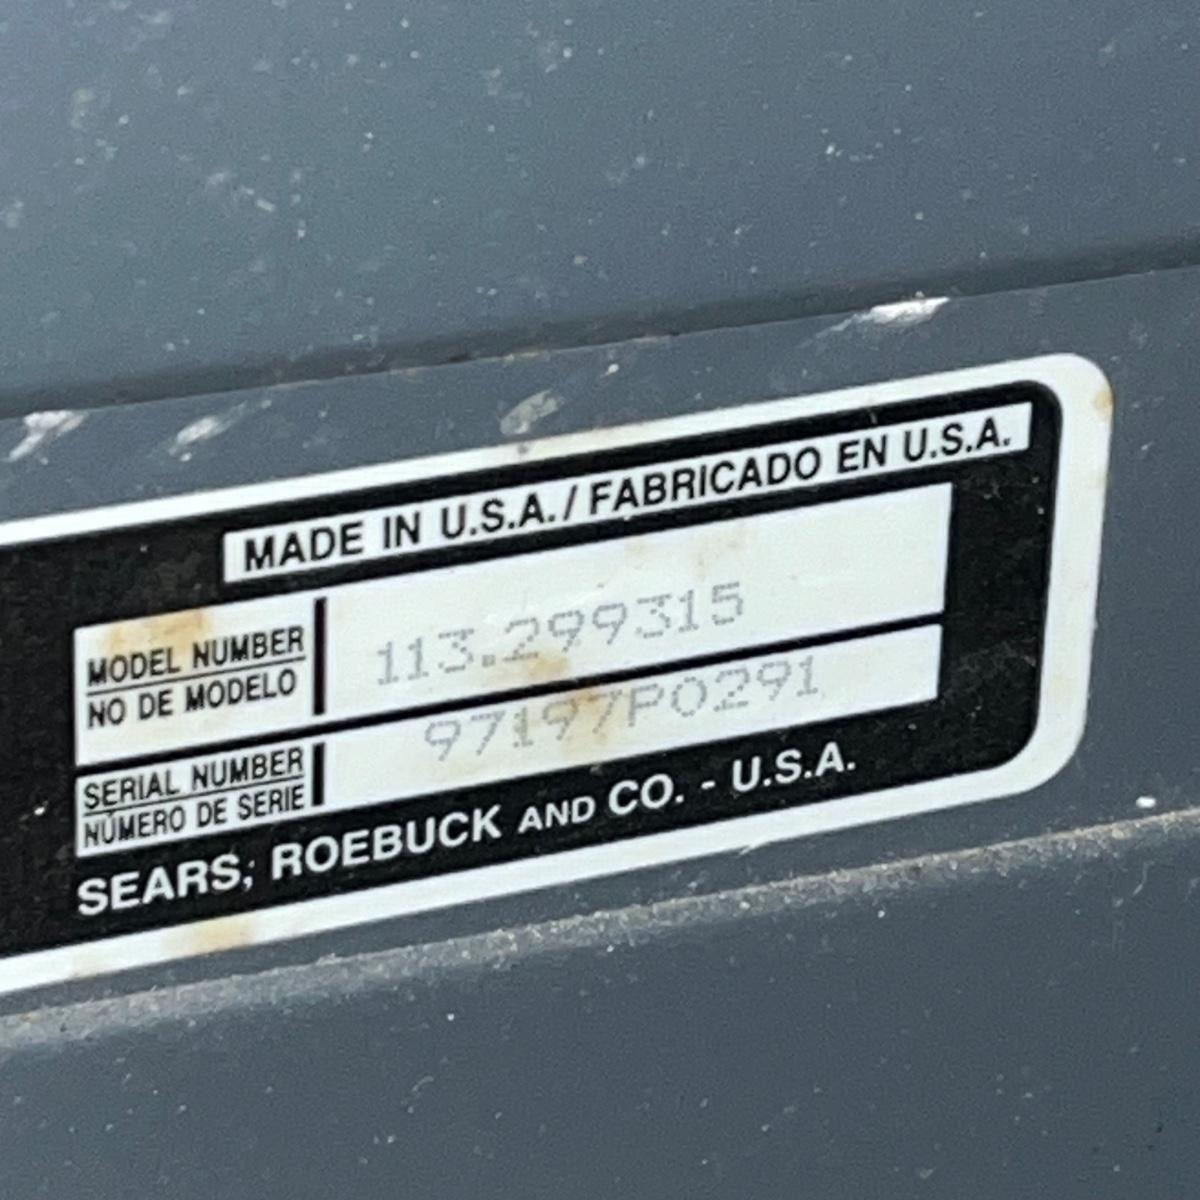 MADE IN U.S.A. / FABRICADO EN U.S.A.
MODEL NUMBER
NO DE MODELO
113.299315
SERIAL NUMBER
NÚMERO DE SERIE
97197P0291
SEARS, ROEBUCK AND CO. - U.S.A.